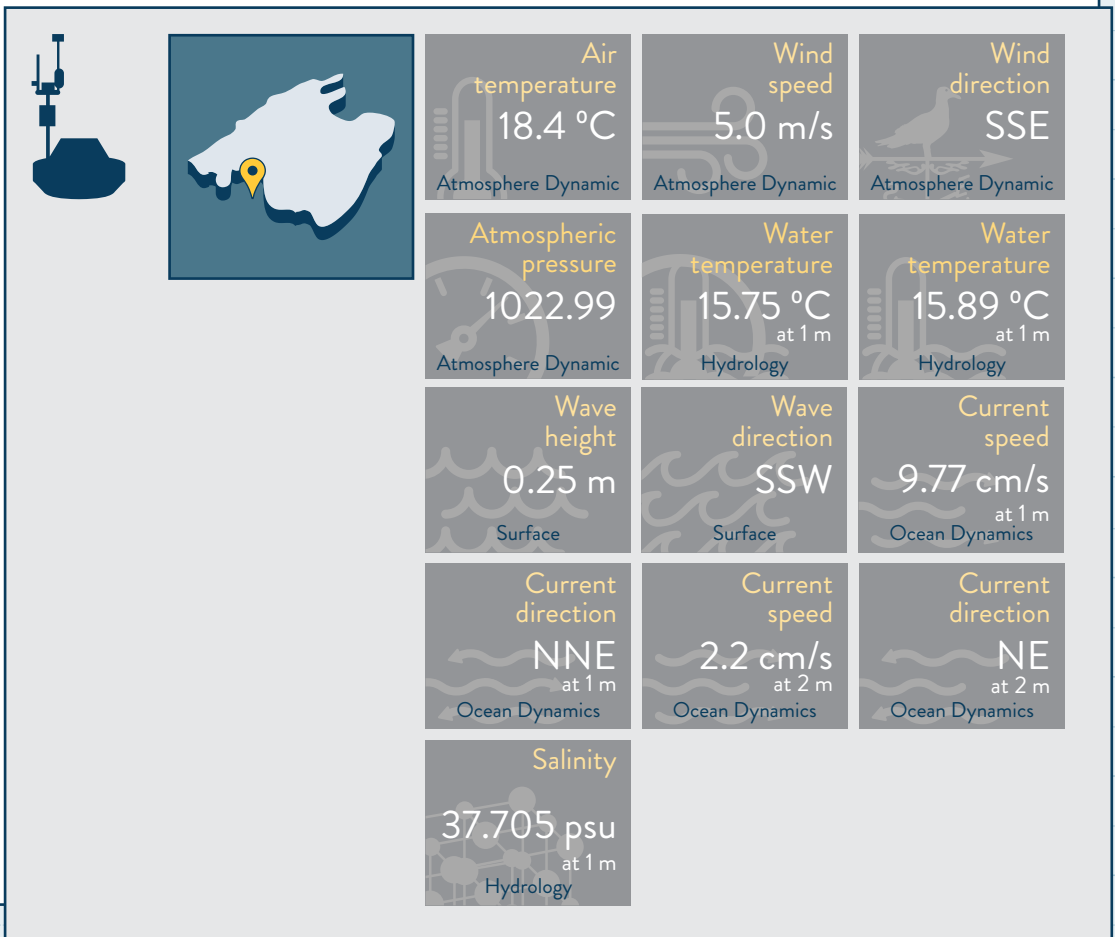 Air
temperature
18.4 ºC
Atmosphere Dynamic
Wind
speed
5.0 m/s
Atmosphere Dynamic
Wind
direction
SSE
Atmosphere Dynamic
Atmospheric
pressure
1022.99
Atmosphere Dynamic
Water
temperature
15.75 ºC
at 1 m
Hydrology
Water
temperature
15.89 ºC
at 1 m
Hydrology
Wave
height
0.25 m
Surface
Wave
direction
SSW
Surface
Current
speed
9.77 cm/s
at 1 m
Ocean Dynamics
Current
direction
NNE
at 1 m
Ocean Dynamics
Current
speed
2.2 cm/s
at 2 m
Ocean Dynamics
Current
direction
NE
at 2 m
Ocean Dynamics
Salinity
37.705 psu
at 1 m
Hydrology